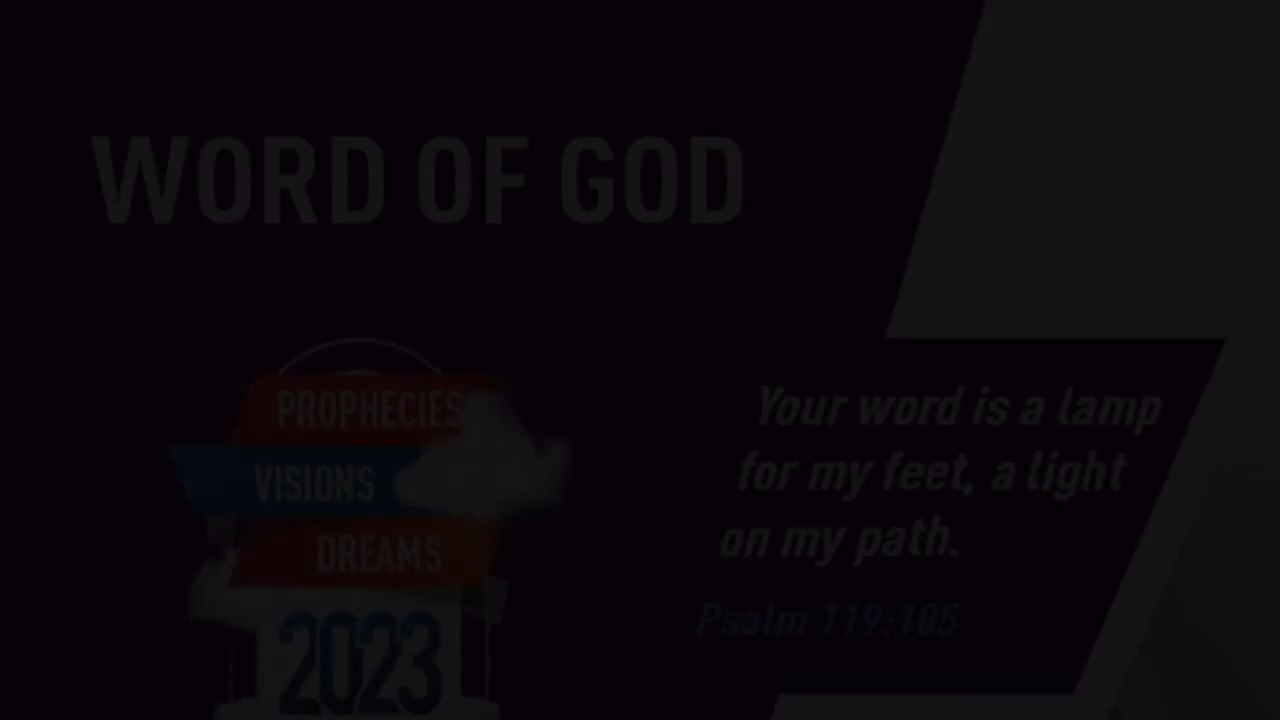 WORD OF GOD
PROPHECIES
VISIONS
DREAMS
2023
Your word is a lamp
for my feet, a light
on my path.
Psalm 119:105